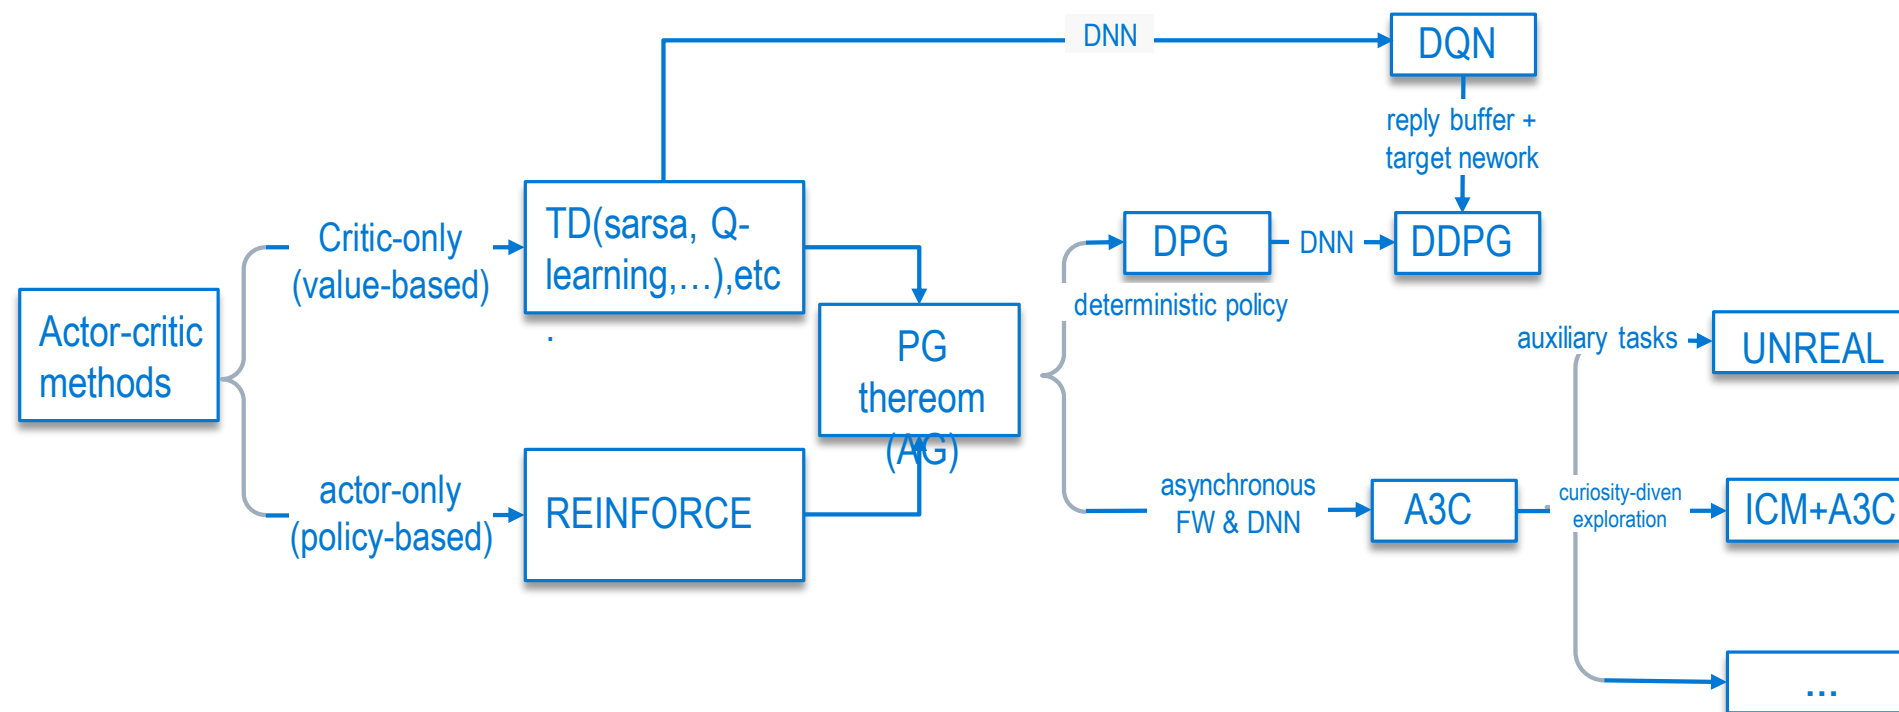 Actor-critic
methods
Critic-only
(value-based)
actor-only
(policy-based)
TD(sarsa, Q-
learning,…),etc
.
REINFORCE
PG
thereom
(AG)
DNN
DQN
reply buffer +
target nework
DPG
DNN
DDPG
deterministic policy
asynchronous
FW & DNN
A3C
auxiliary tasks
UNREAL
curiosity-diven
exploration
ICM+A3C
...